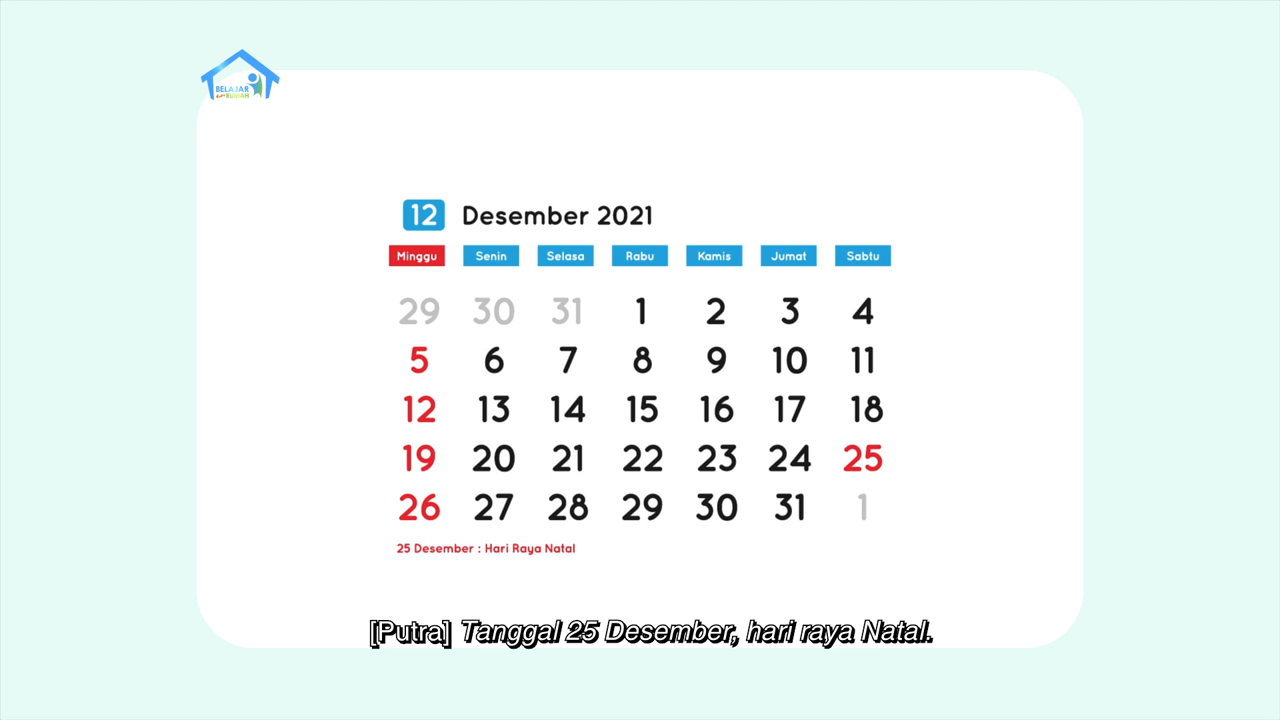 BELAJAR
dari RUMAH
12 Desember 2021
Minggu Senin Selasa Rabu Kamis Jumat Sabtu
29 30 31 1 2 3 4
5 6 7 8 9 10 11
12 13 14 15 16 17 18
19 20 21 22 23 24 25
26 27 28 29 30 31 1
25 Desember : Hari Raya Natal
[Putra] Tanggal 25 Desember, hari raya Natal.